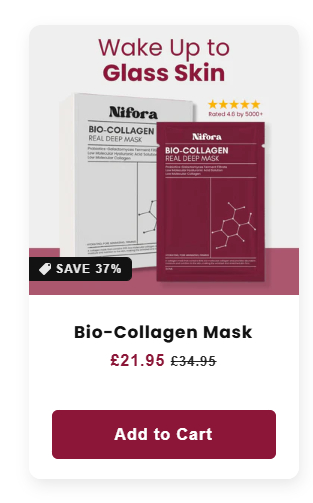 Wake Up to
Glass Skin
Rated 4.6 by 5000+
Nifora
BIO-COLLAGEN
REAL DEEP MASK
Nifora
BIO-COLLAGEN
REAL DEEP MASK
SAVE 37%
Bio-Collagen Mask
£21.95 £34.95
Add to Cart